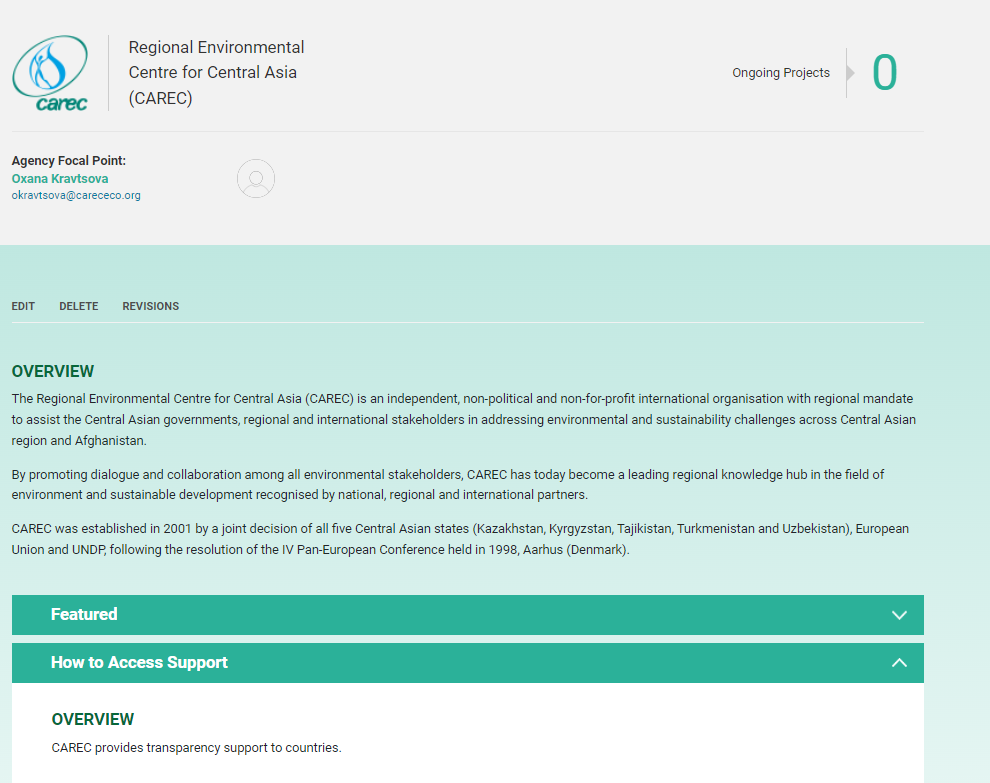 carec
Regional Environmental
Centre for Central Asia
(CAREC)
Ongoing Projects
0
Agency Focal Point:
Oxana Kravtsova
okravtsova@carececo.org
EDIT DELETE REVISIONS
OVERVIEW
The Regional Environmental Centre for Central Asia (CAREC) is an independent, non-political and non-for-profit international organisation with regional mandate
to assist the Central Asian governments, regional and international stakeholders in addressing environmental and sustainability challenges across Central Asian
region and Afghanistan.
By promoting dialogue and collaboration among all environmental stakeholders, CAREC has today become a leading regional knowledge hub in the field of
environment and sustainable development recognised by national, regional and international partners.
CAREC was established in 2001 by a joint decision of all five Central Asian states (Kazakhstan, Kyrgyzstan, Tajikistan, Turkmenistan and Uzbekistan), European
Union and UNDP, following the resolution of the IV Pan-European Conference held in 1998, Aarhus (Denmark).
Featured
How to Access Support
OVERVIEW
CAREC provides transparency support to countries.